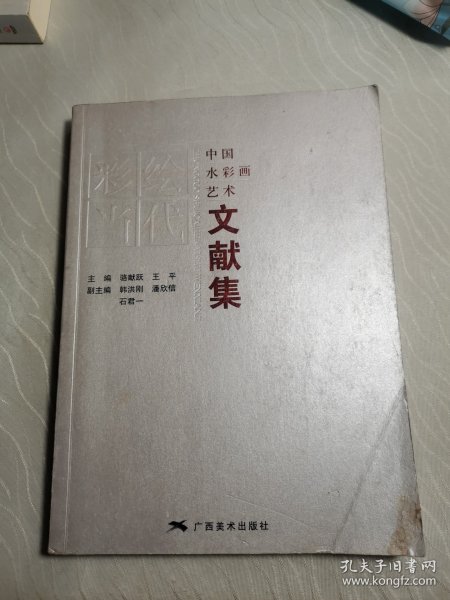 彩绘
当代
中国
水彩画
艺术
文献集
主编 骆献跃 王平
副主编 韩洪刚 潘欣信
石君一
广西美术出版社
孔夫子旧书网
www.kongfz.com